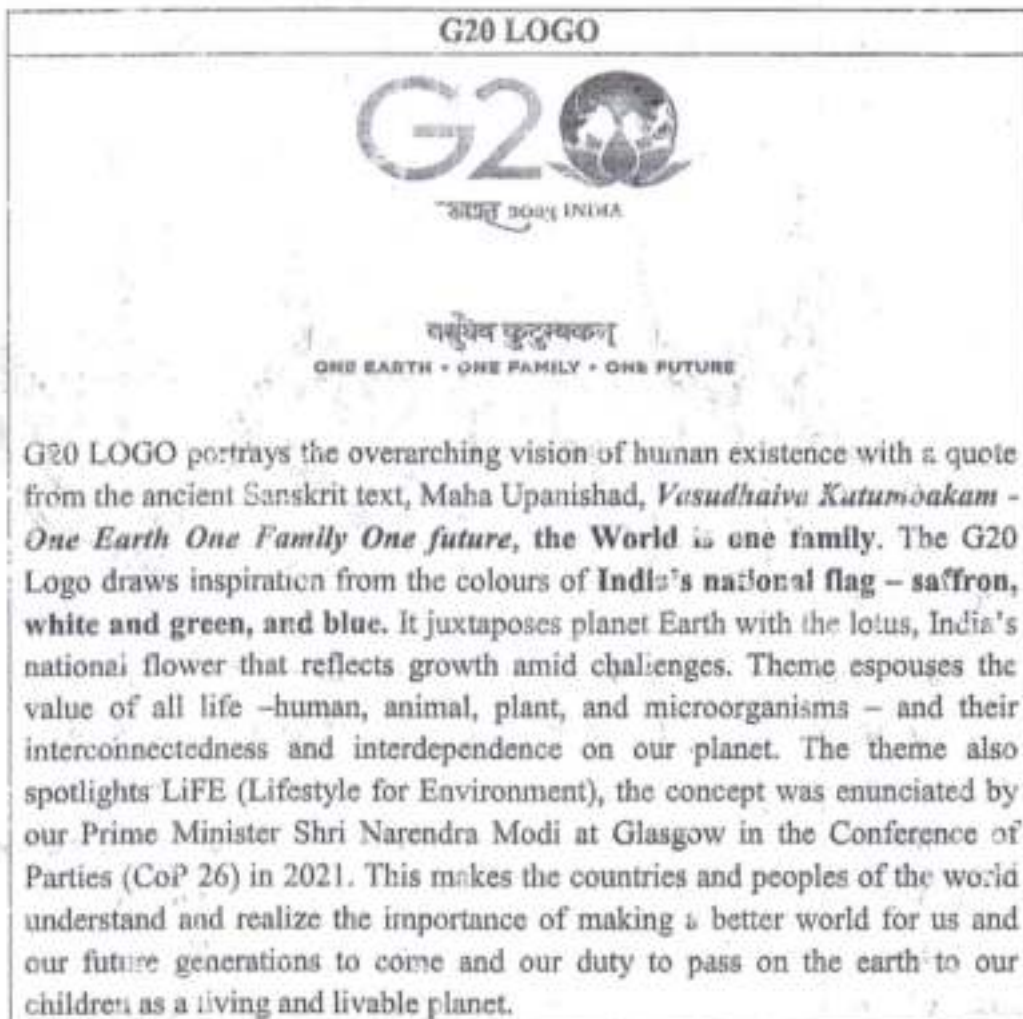 G20 LOGO
G20
भारत 2023 INDIA
वसुधैव कुटुम्बकम्
ONE EARTH • ONE FAMILY • ONE FUTURE
G20 LOGO portrays the overarching vision of human existence with a quote
from the ancient Sanskrit text, Maha Upanishad, Vasudhaiva Kutumbakam -
One Earth One Family One future, the World is one family. The G20
Logo draws inspiration from the colours of India's national flag – saffron,
white and green, and blue. It juxtaposes planet Earth with the lotus, India's
national flower that reflects growth amid challenges. Theme espouses the
value of all life –human, animal, plant, and microorganisms – and their
interconnectedness and interdependence on our planet. The theme also
spotlights LiFE (Lifestyle for Environment), the concept was enunciated by
our Prime Minister Shri Narendra Modi at Glasgow in the Conference of
Parties (CoP 26) in 2021. This makes the countries and peoples of the world
understand and realize the importance of making a better world for us and
our future generations to come and our duty to pass on the earth to our
children as a living and livable planet.